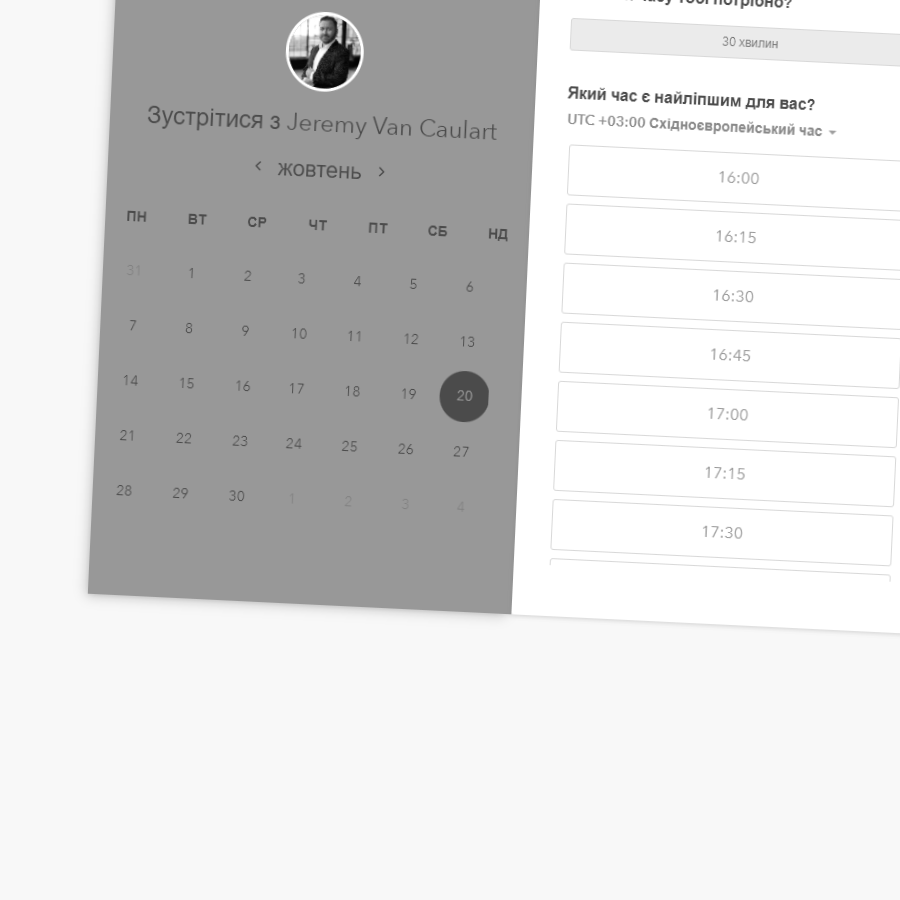 Зустрітися з Jeremy Van Caulart
‹ жовтень ›
ПН ВТ СР ЧТ ПТ СБ НД
31 1 2 3 4 5 6
7 8 9 10 11 12 13
14 15 16 17 18 19 20
21 22 23 24 25 26 27
28 29 30 1 2 3 4
потрібно?
30 хвилин
Який час є найліпшим для вас?
UTC +03:00 Східноєвропейський час
16:00
16:15
16:30
16:45
17:00
17:15
17:30